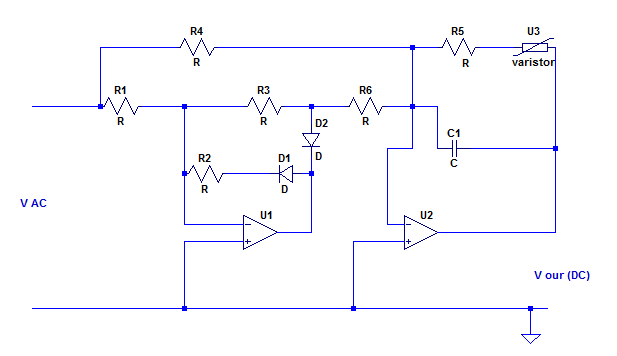 R4
R
R5
R
U3
varistor
R1
R
R3
R
R6
R
D2
D
C1
C
R2
R
D1
D
U1
U2
V AC
V our (DC)